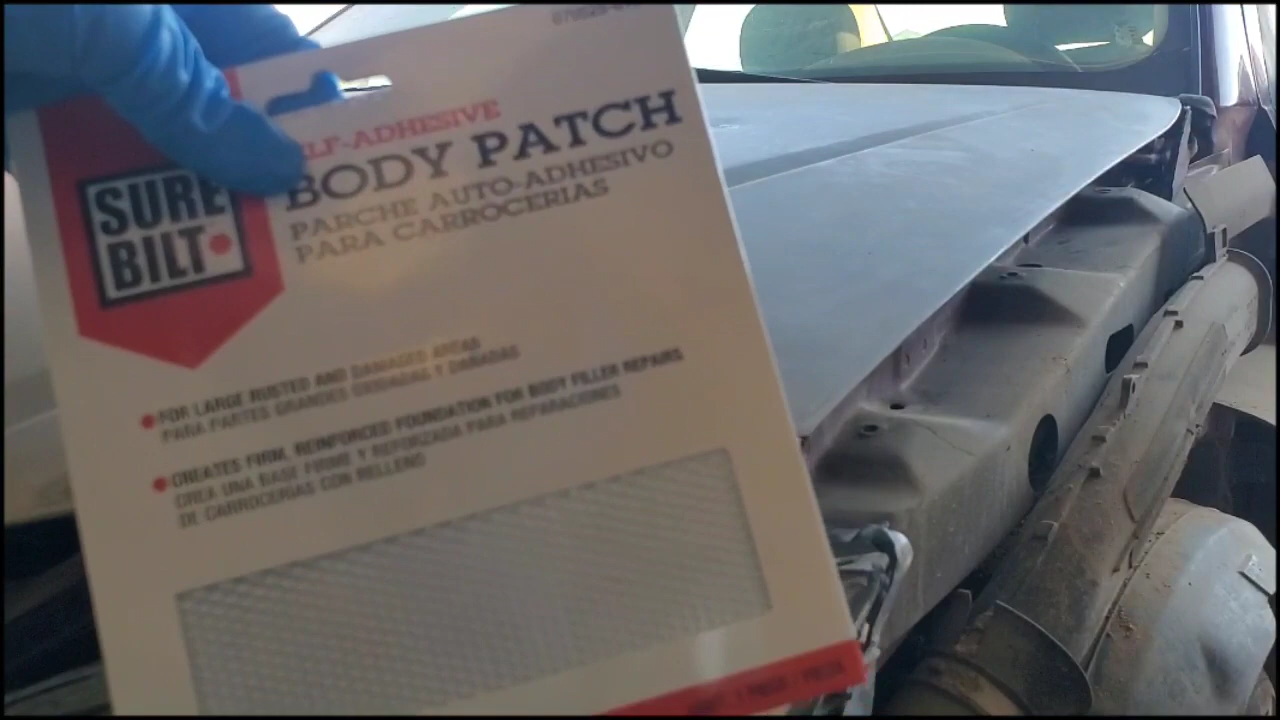 LF-ADHESIVE
BODY PATCH
PARCHE AUTO-ADHESIVO
PARA CARROCERIAS
SURE
BILT
FOR LARGE RUSTED AND DAMAGED AREAS
PARA PARTES GRANDES OXIDADAS Y DAÑADAS
CREATES FIRM, REINFORCED FOUNDATION FOR BODY FILLER REPAIRS
CREA UNA BASE FIRME Y REFORZADA PARA REPARACIONES
DE CARROCERIAS CON RELLENO